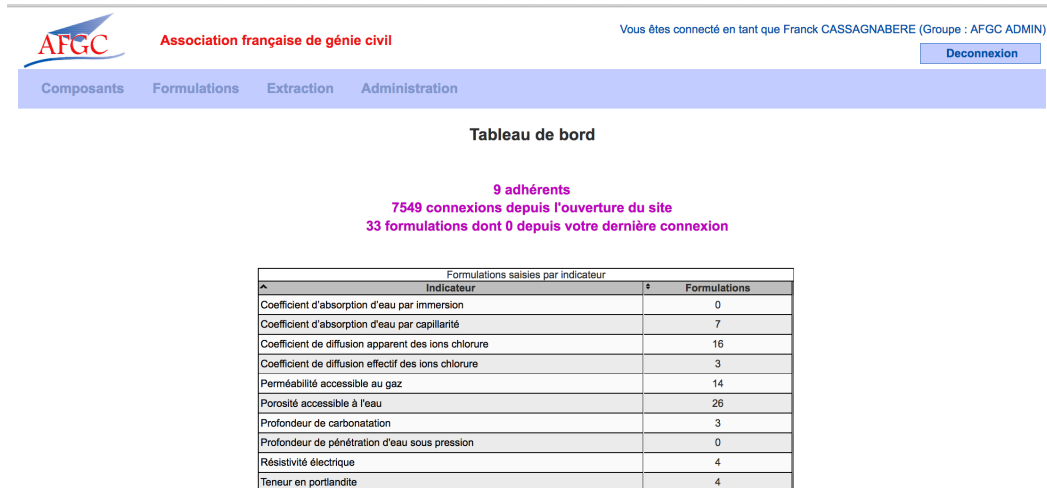 Vous êtes connecté en tant que Franck CASSAGNABERE (Groupe : AFGC ADMIN)
AFGC
Association française de génie civil
Deconnexion
Composants Formulations Extraction Administration
Tableau de bord
9 adhérents
7549 connexions depuis l'ouverture du site
33 formulations dont 0 depuis votre dernière connexion
Formulations saisies par indicateur
Indicateur Formulations
Coefficient d'absorption d'eau par immersion 0
Coefficient d'absorption d'eau par capillarité 7
Coefficient de diffusion apparent des ions chlorure 16
Coefficient de diffusion effectif des ions chlorure 3
Perméabilité accessible au gaz 14
Porosité accessible à l'eau 26
Profondeur de carbonatation 3
Profondeur de pénétration d'eau sous pression 0
Résistivité électrique 4
Teneur en portlandite 4